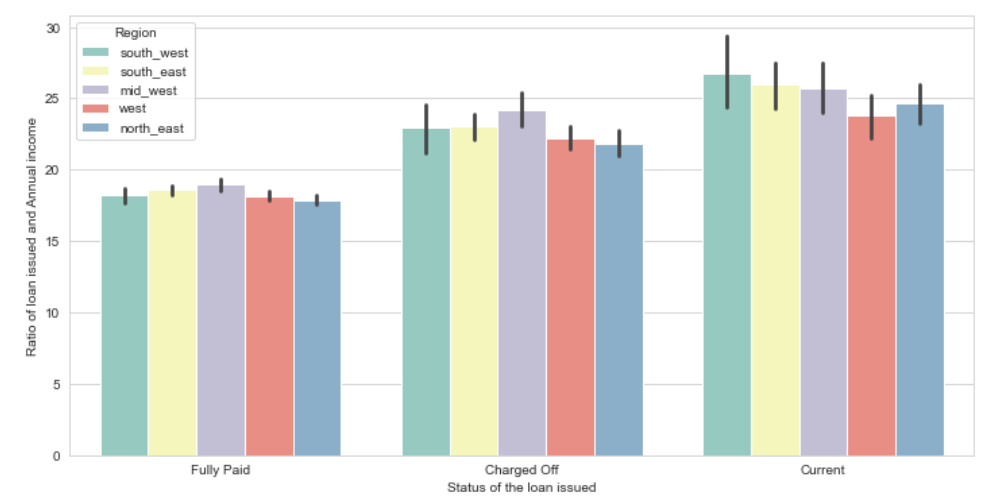 Region
south_west
south_east
mid_west
west
north_east
30
25
20
15
10
5
0
Ratio of loan issued and Annual income
Fully Paid
Charged Off
Current
Status of the loan issued